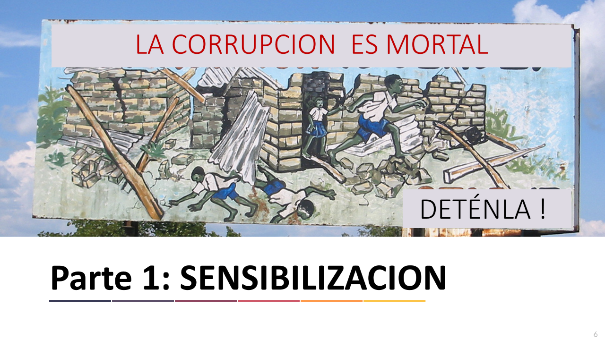 LA CORRUPCION ES MORTAL
DETÉNLA !
Parte 1: SENSIBILIZACION
6